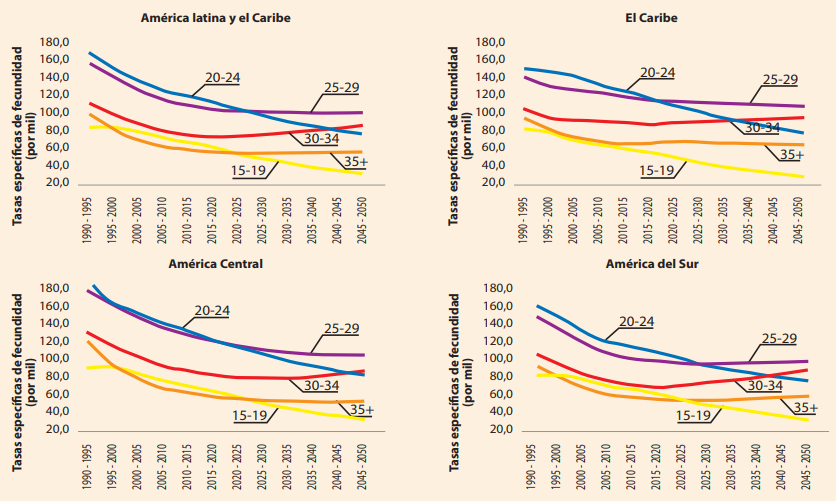 América latina y el Caribe
Tasas específicas de fecundidad
(por mil)
180,0
160,0
140,0
120,0
100,0
80,0
60,0
40,0
20,0
20-24
25-29
30-34
35+
15-19
1990 - 1995
1995 - 2000
2000 - 2005
2005 - 2010
2010 - 2015
2015 - 2020
2020 - 2025
2025 - 2030
2030 - 2035
2035 - 2040
2040 - 2045
2045 - 2050
El Caribe
Tasas específicas de fecundidad
(por mil)
180,0
160,0
140,0
120,0
100,0
80,0
60,0
40,0
20,0
20-24
25-29
30-34
35+
15-19
1990 - 1995
1995 - 2000
2000 - 2005
2005 - 2010
2010 - 2015
2015 - 2020
2020 - 2025
2025 - 2030
2030 - 2035
2035 - 2040
2040 - 2045
2045 - 2050
América Central
Tasas específicas de fecundidad
(por mil)
180,0
160,0
140,0
120,0
100,0
80,0
60,0
40,0
20,0
20-24
25-29
30-34
35+
15-19
1990 - 1995
1995 - 2000
2000 - 2005
2005 - 2010
2010 - 2015
2015 - 2020
2020 - 2025
2025 - 2030
2030 - 2035
2035 - 2040
2040 - 2045
2045 - 2050
América del Sur
Tasas específicas de fecundidad
(por mil)
180,0
160,0
140,0
120,0
100,0
80,0
60,0
40,0
20,0
20-24
25-29
30-34
35+
15-19
1990 - 1995
1995 - 2000
2000 - 2005
2005 - 2010
2010 - 2015
2015 - 2020
2020 - 2025
2025 - 2030
2030 - 2035
2035 - 2040
2040 - 2045
2045 - 2050